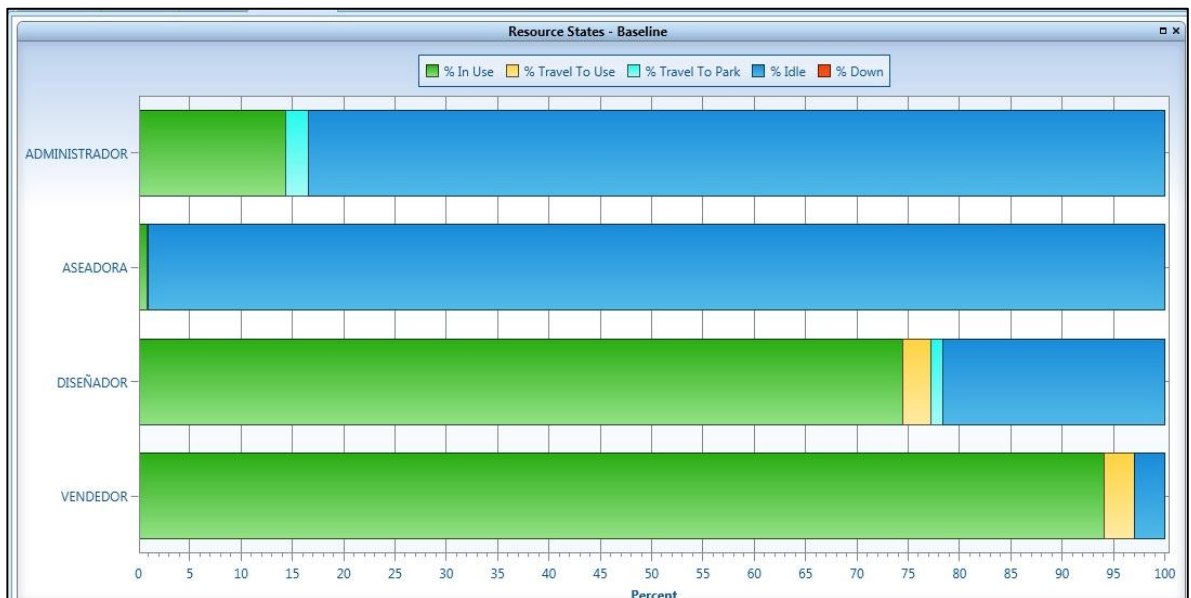 Resource States - Baseline
% In Use % Travel To Use % Travel To Park % Idle % Down
ADMINISTRADOR
ASEADORA
DISEÑADOR
VENDEDOR
0 5 10 15 20 25 30 35 40 45 50 55 60 65 70 75 80 85 90 95 100
Percent